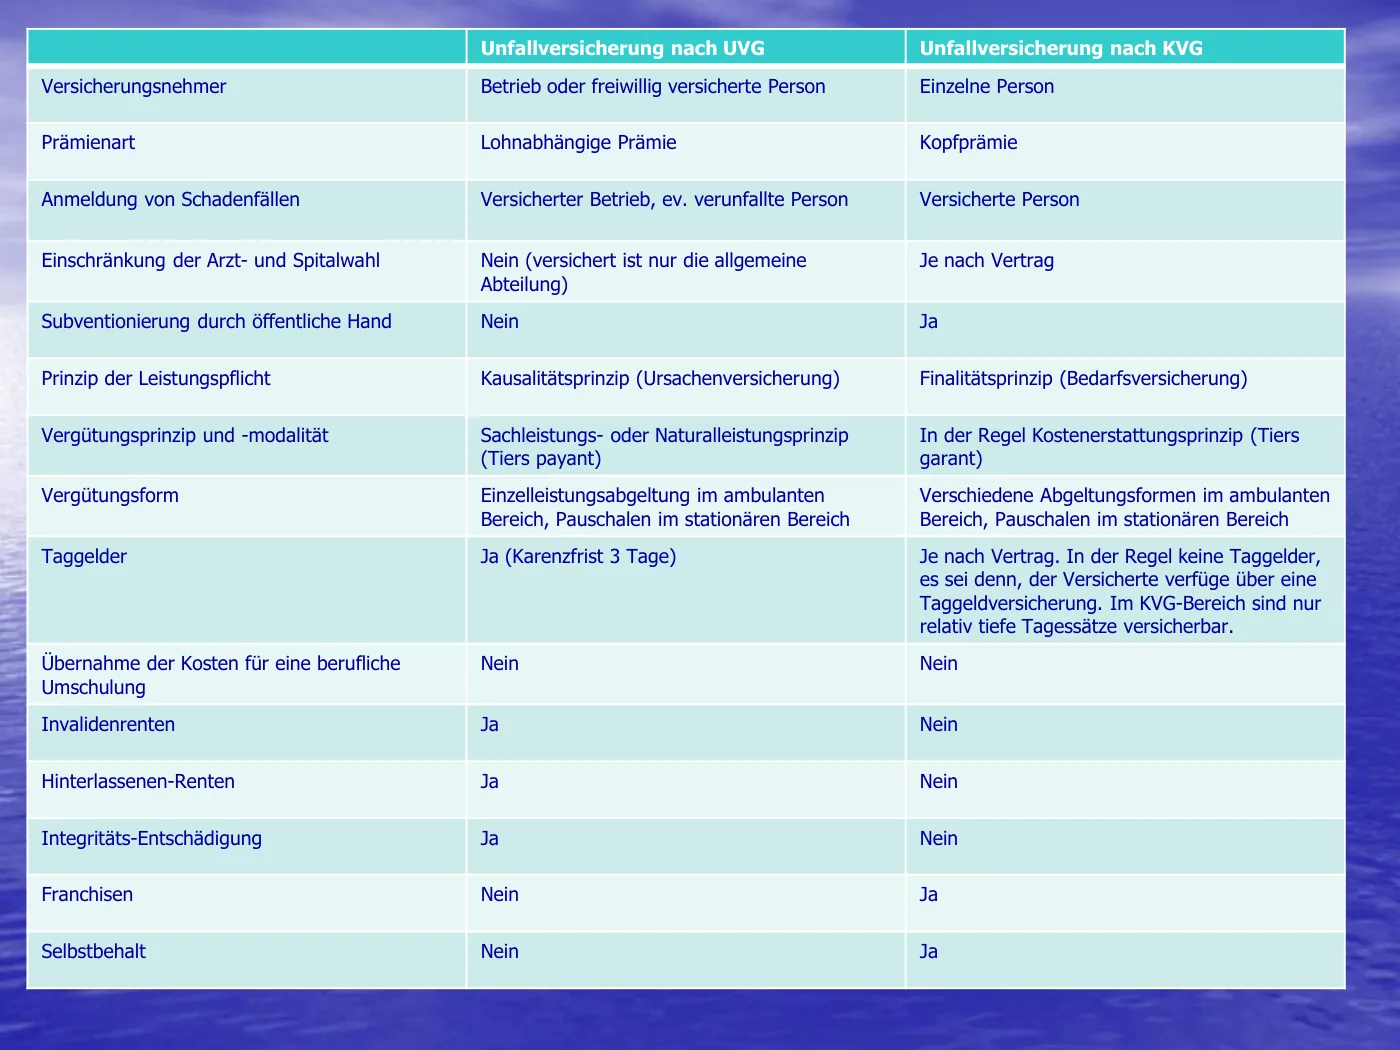 Unfallversicherung nach UVG
Unfallversicherung nach KVG
Versicherungsnehmer
Betrieb oder freiwillig versicherte Person
Einzelne Person
Prämienart
Lohnabhängige Prämie
Kopfprämie
Anmeldung von Schadenfällen
Versicherter Betrieb, ev. verunfallte Person
Versicherte Person
Einschränkung der Arzt- und Spitalwahl
Nein (versichert ist nur die allgemeine
Abteilung)
Je nach Vertrag
Subventionierung durch öffentliche Hand
Nein
Ja
Prinzip der Leistungspflicht
Kausalitätsprinzip (Ursachenversicherung)
Finalitätsprinzip (Bedarfsversicherung)
Vergütungsprinzip und -modalität
Sachleistungs- oder Naturalleistungsprinzip
(Tiers payant)
In der Regel Kostenerstattungsprinzip (Tiers
garant)
Vergütungsform
Einzelleistungsabgeltung im ambulanten
Bereich, Pauschalen im stationären Bereich
Verschiedene Abgeltungsformen im ambulanten
Bereich, Pauschalen im stationären Bereich
Taggelder
Ja (Karenzfrist 3 Tage)
Je nach Vertrag. In der Regel keine Taggelder,
es sei denn, der Versicherte verfüge über eine
Taggeldversicherung. Im KVG-Bereich sind nur
relativ tiefe Tagessätze versicherbar.
Übernahme der Kosten für eine berufliche
Umschulung
Nein
Nein
Invalidenrenten
Ja
Nein
Hinterlassenen-Renten
Ja
Nein
Integritäts-Entschädigung
Ja
Nein
Franchisen
Nein
Ja
Selbstbehalt
Nein
Ja